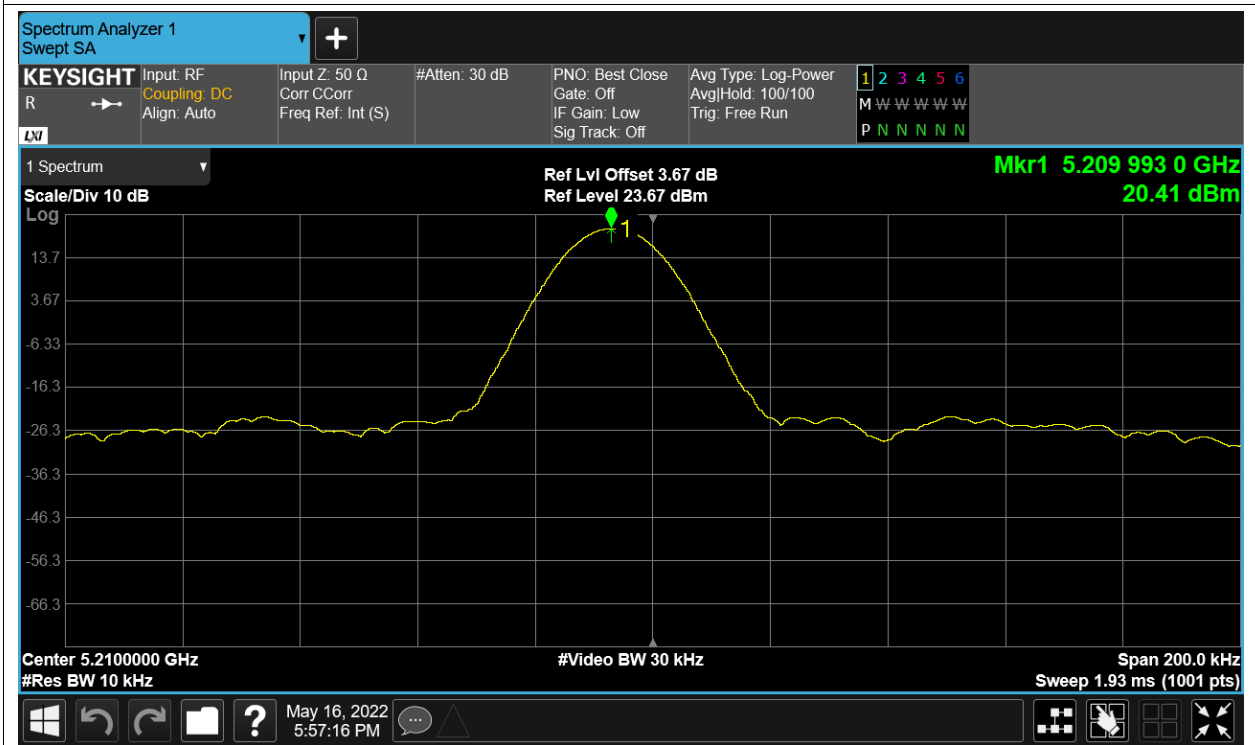 Spectrum Analyzer 1
Swept SA
+
KEYSIGHT
R
LXI
Input: RF
Coupling: DC
Align: Auto
Input Z: 50 Ω
Corr CCorr
Freq Ref: Int (S)
#Atten: 30 dB
PNO: Best Close
Gate: Off
IF Gain: Low
Sig Track: Off
Avg Type: Log-Power
Avg|Hold: 100/100
Trig: Free Run
1 2 3 4 5 6
M W W W W W W
P N N N N N
1 Spectrum
Scale/Div 10 dB
Log
Ref Lvl Offset 3.67 dB
Ref Level 23.67 dBm
Mkr1 5.209 993 0 GHz
20.41 dBm
1
13.7
3.67
-6.33
-16.3
-26.3
-36.3
-46.3
-56.3
-66.3
Center 5.2100000 GHz
#Video BW 30 kHz
Span 200.0 kHz
#Res BW 10 kHz
Sweep 1.93 ms (1001 pts)
?
May 16, 2022
5:57:16 PM